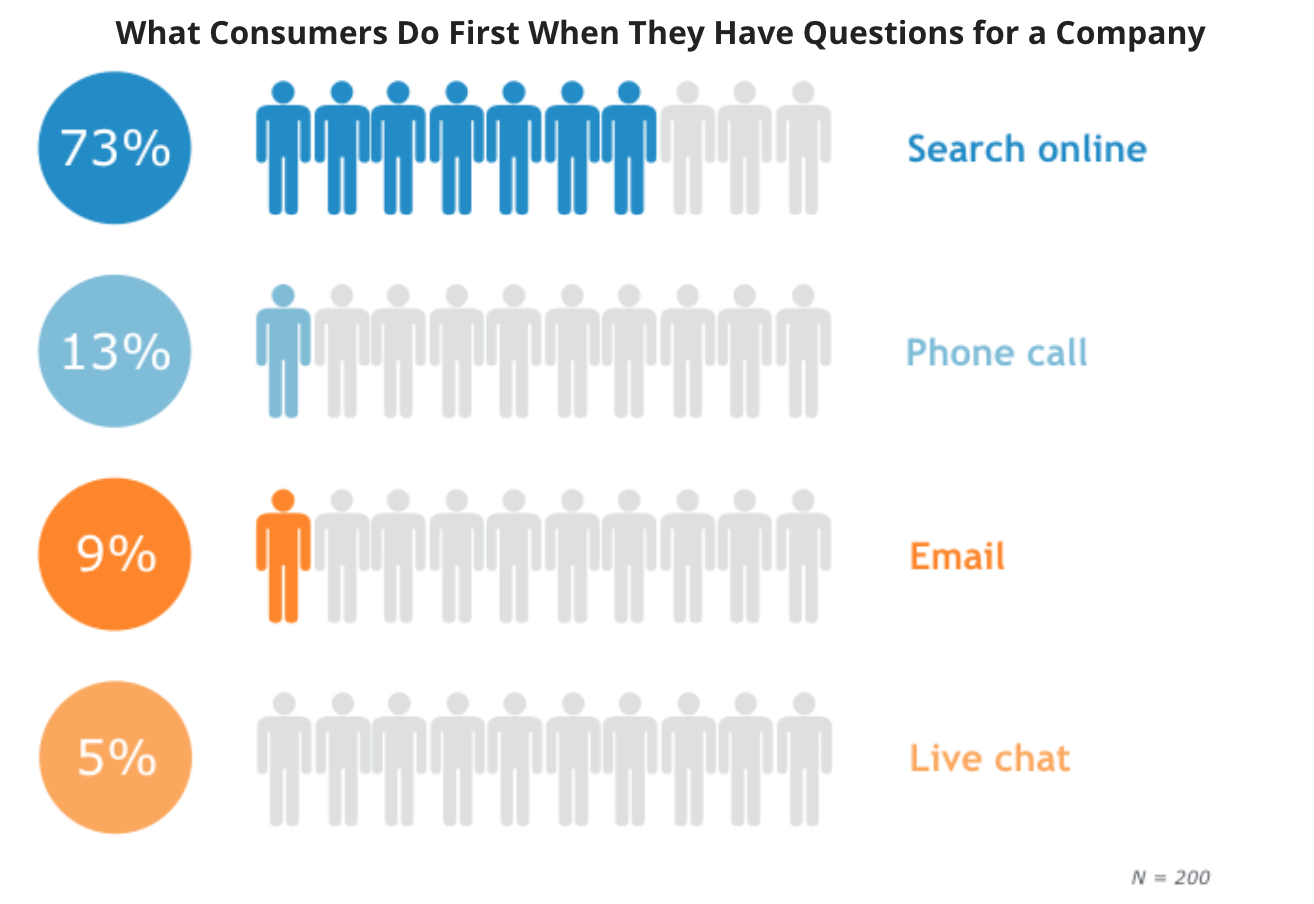 What Consumers Do First When They Have Questions for a Company
73%
Search online
13%
Phone call
9%
Email
5%
Live chat
N = 200